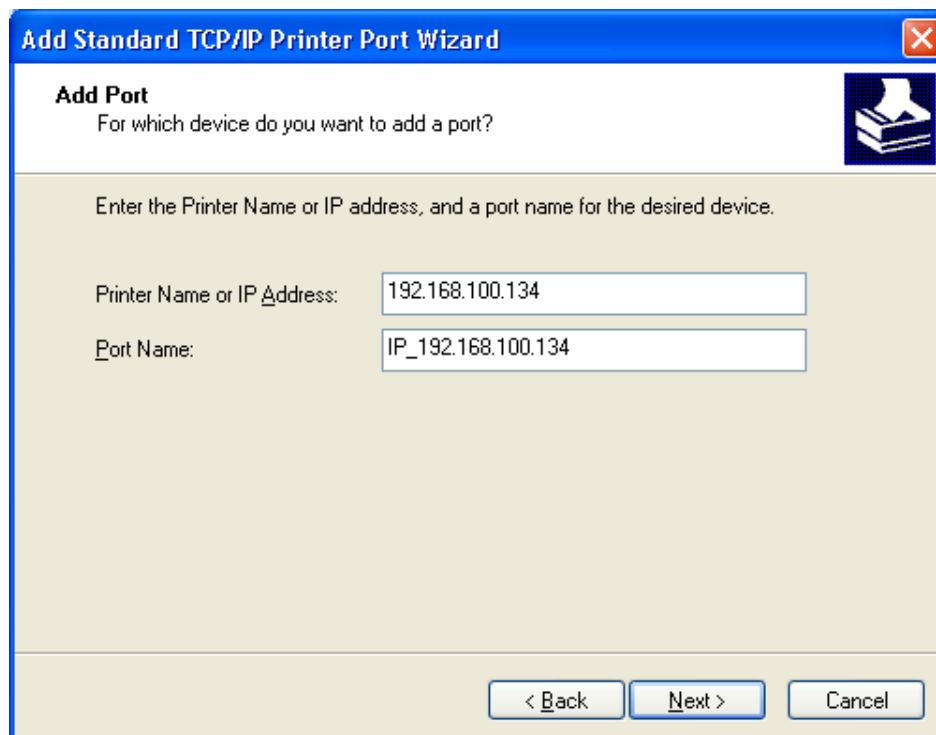 Add Standard TCP/IP Printer Port Wizard
Add Port
For which device do you want to add a port?
Enter the Printer Name or IP address, and a port name for the desired device.
Printer Name or IP Address: 192.168.100.134
Port Name: IP_192.168.100.134
< Back Next > Cancel